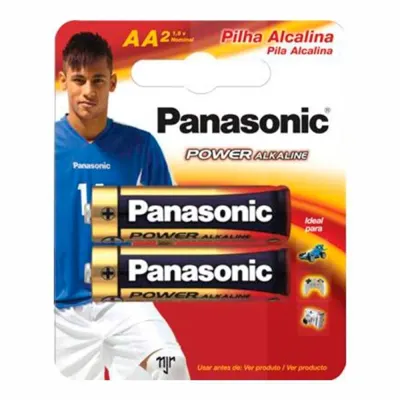 AA2 1,5 v
Nominal
Pilha Alcalina
Pila Alcalina
Panasonic
POWER ALKALINE
Panasonic
Panasonic
POWER ALKALINE
Ideal
para
Panasonic
POWER ALKALINE
njr
Usar antes de: Ver produto / Ver producto